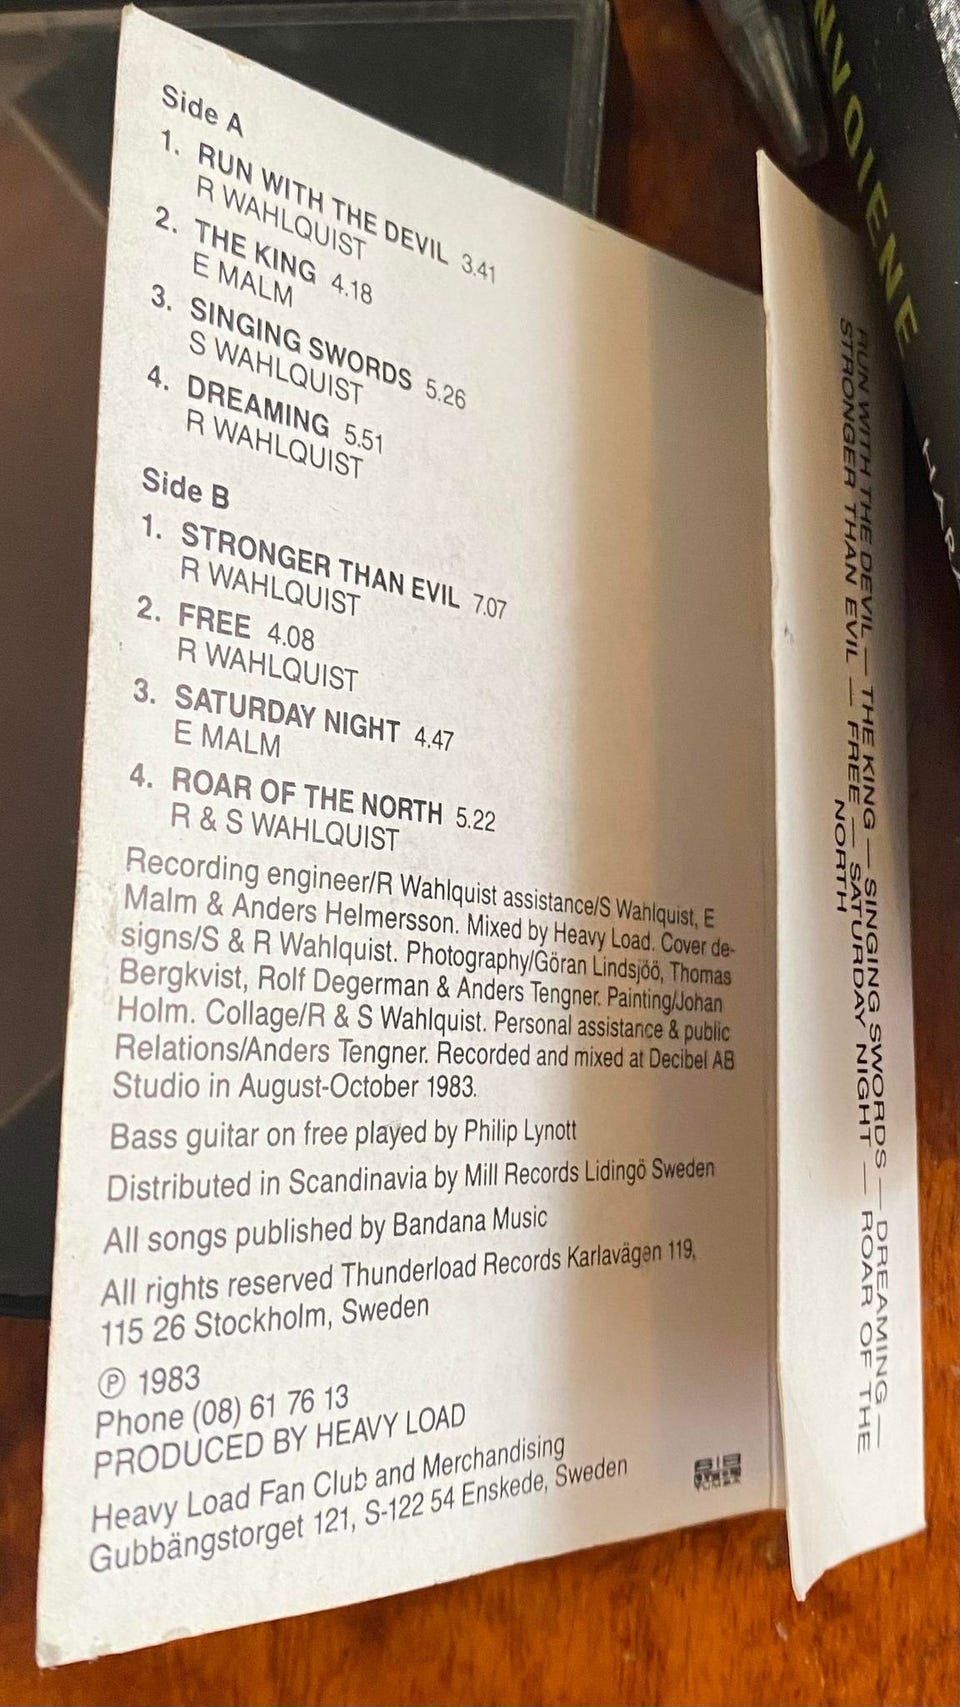 Side A
1. RUN WITH THE DEVIL 3.41
R WAHLQUIST
2. THE KING 4.18
E MALM
3. SINGING SWORDS 5.26
S WAHLQUIST
4. DREAMING 5.51
R WAHLQUIST
Side B
1. STRONGER THAN EVIL 7.07
R WAHLQUIST
2. FREE 4.08
R WAHLQUIST
3. SATURDAY NIGHT 4.47
E MALM
4. ROAR OF THE NORTH 5.22
R & S WAHLQUIST
Recording engineer/R Wahlquist assistance/S Wahlquist, E
Malm & Anders Helmersson. Mixed by Heavy Load. Cover de-
signs/S & R Wahlquist. Photography/Göran Lindsjöö, Thomas
Bergkvist, Rolf Degerman & Anders Tengner. Painting/Johan
Holm. Collage/R & S Wahlquist. Personal assistance & public
Relations/Anders Tengner. Recorded and mixed at Decibel AB
Studio in August-October 1983.
Bass guitar on free played by Philip Lynott
Distributed in Scandinavia by Mill Records Lidingö Sweden
All songs published by Bandana Music
All rights reserved Thunderload Records Karlavägen 119,
115 26 Stockholm, Sweden
Ⓟ 1983
Phone (08) 61 76 13
PRODUCED BY HEAVY LOAD
Heavy Load Fan Club and Merchandising
Gubbängstorget 121, S-122 54 Enskede, Sweden
RUN WITH THE DEVIL — THE KING — SINGING SWORDS — DREAMING —
STRONGER THAN EVIL — FREE — SATURDAY NIGHT — ROAR OF THE
NORTH